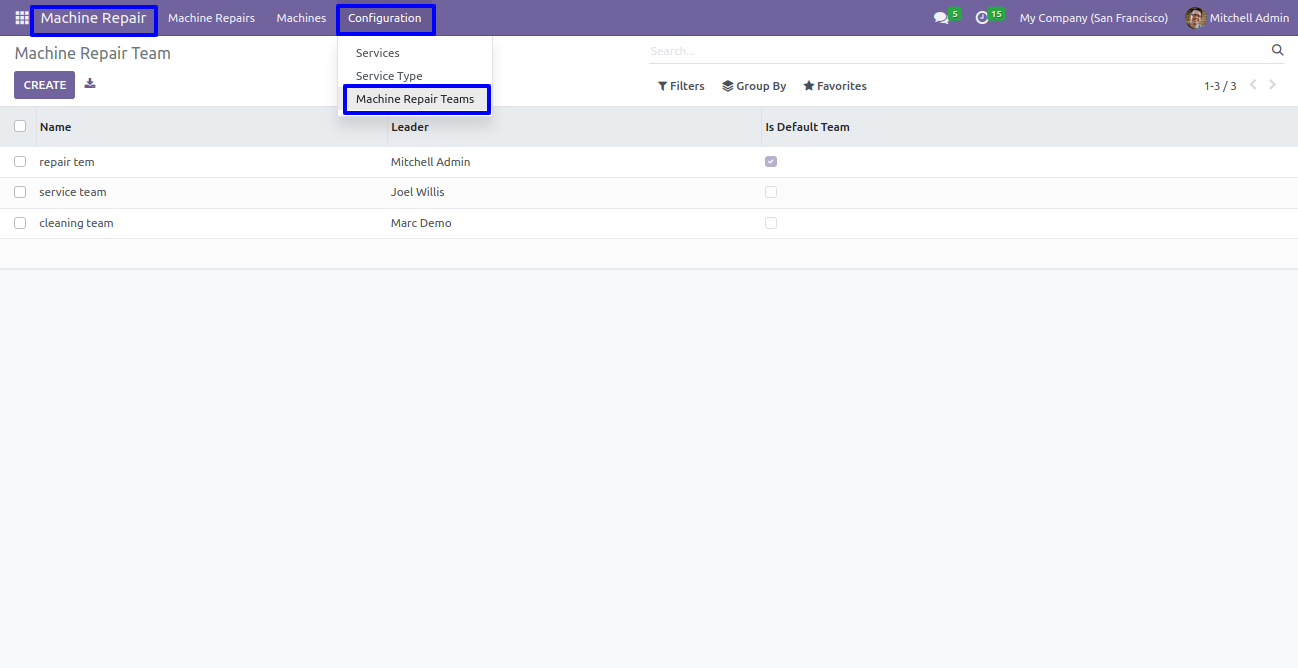 Machine Repair Machine Repairs Machines Configuration 5 15 My Company (San Francisco) Mitchell Admin
Machine Repair Team
Services
Search...
CREATE
Service Type
Filters Group By Favorites 1-3 / 3
Machine Repair Teams
Name Leader Is Default Team
repair tem Mitchell Admin
service team Joel Willis
cleaning team Marc Demo